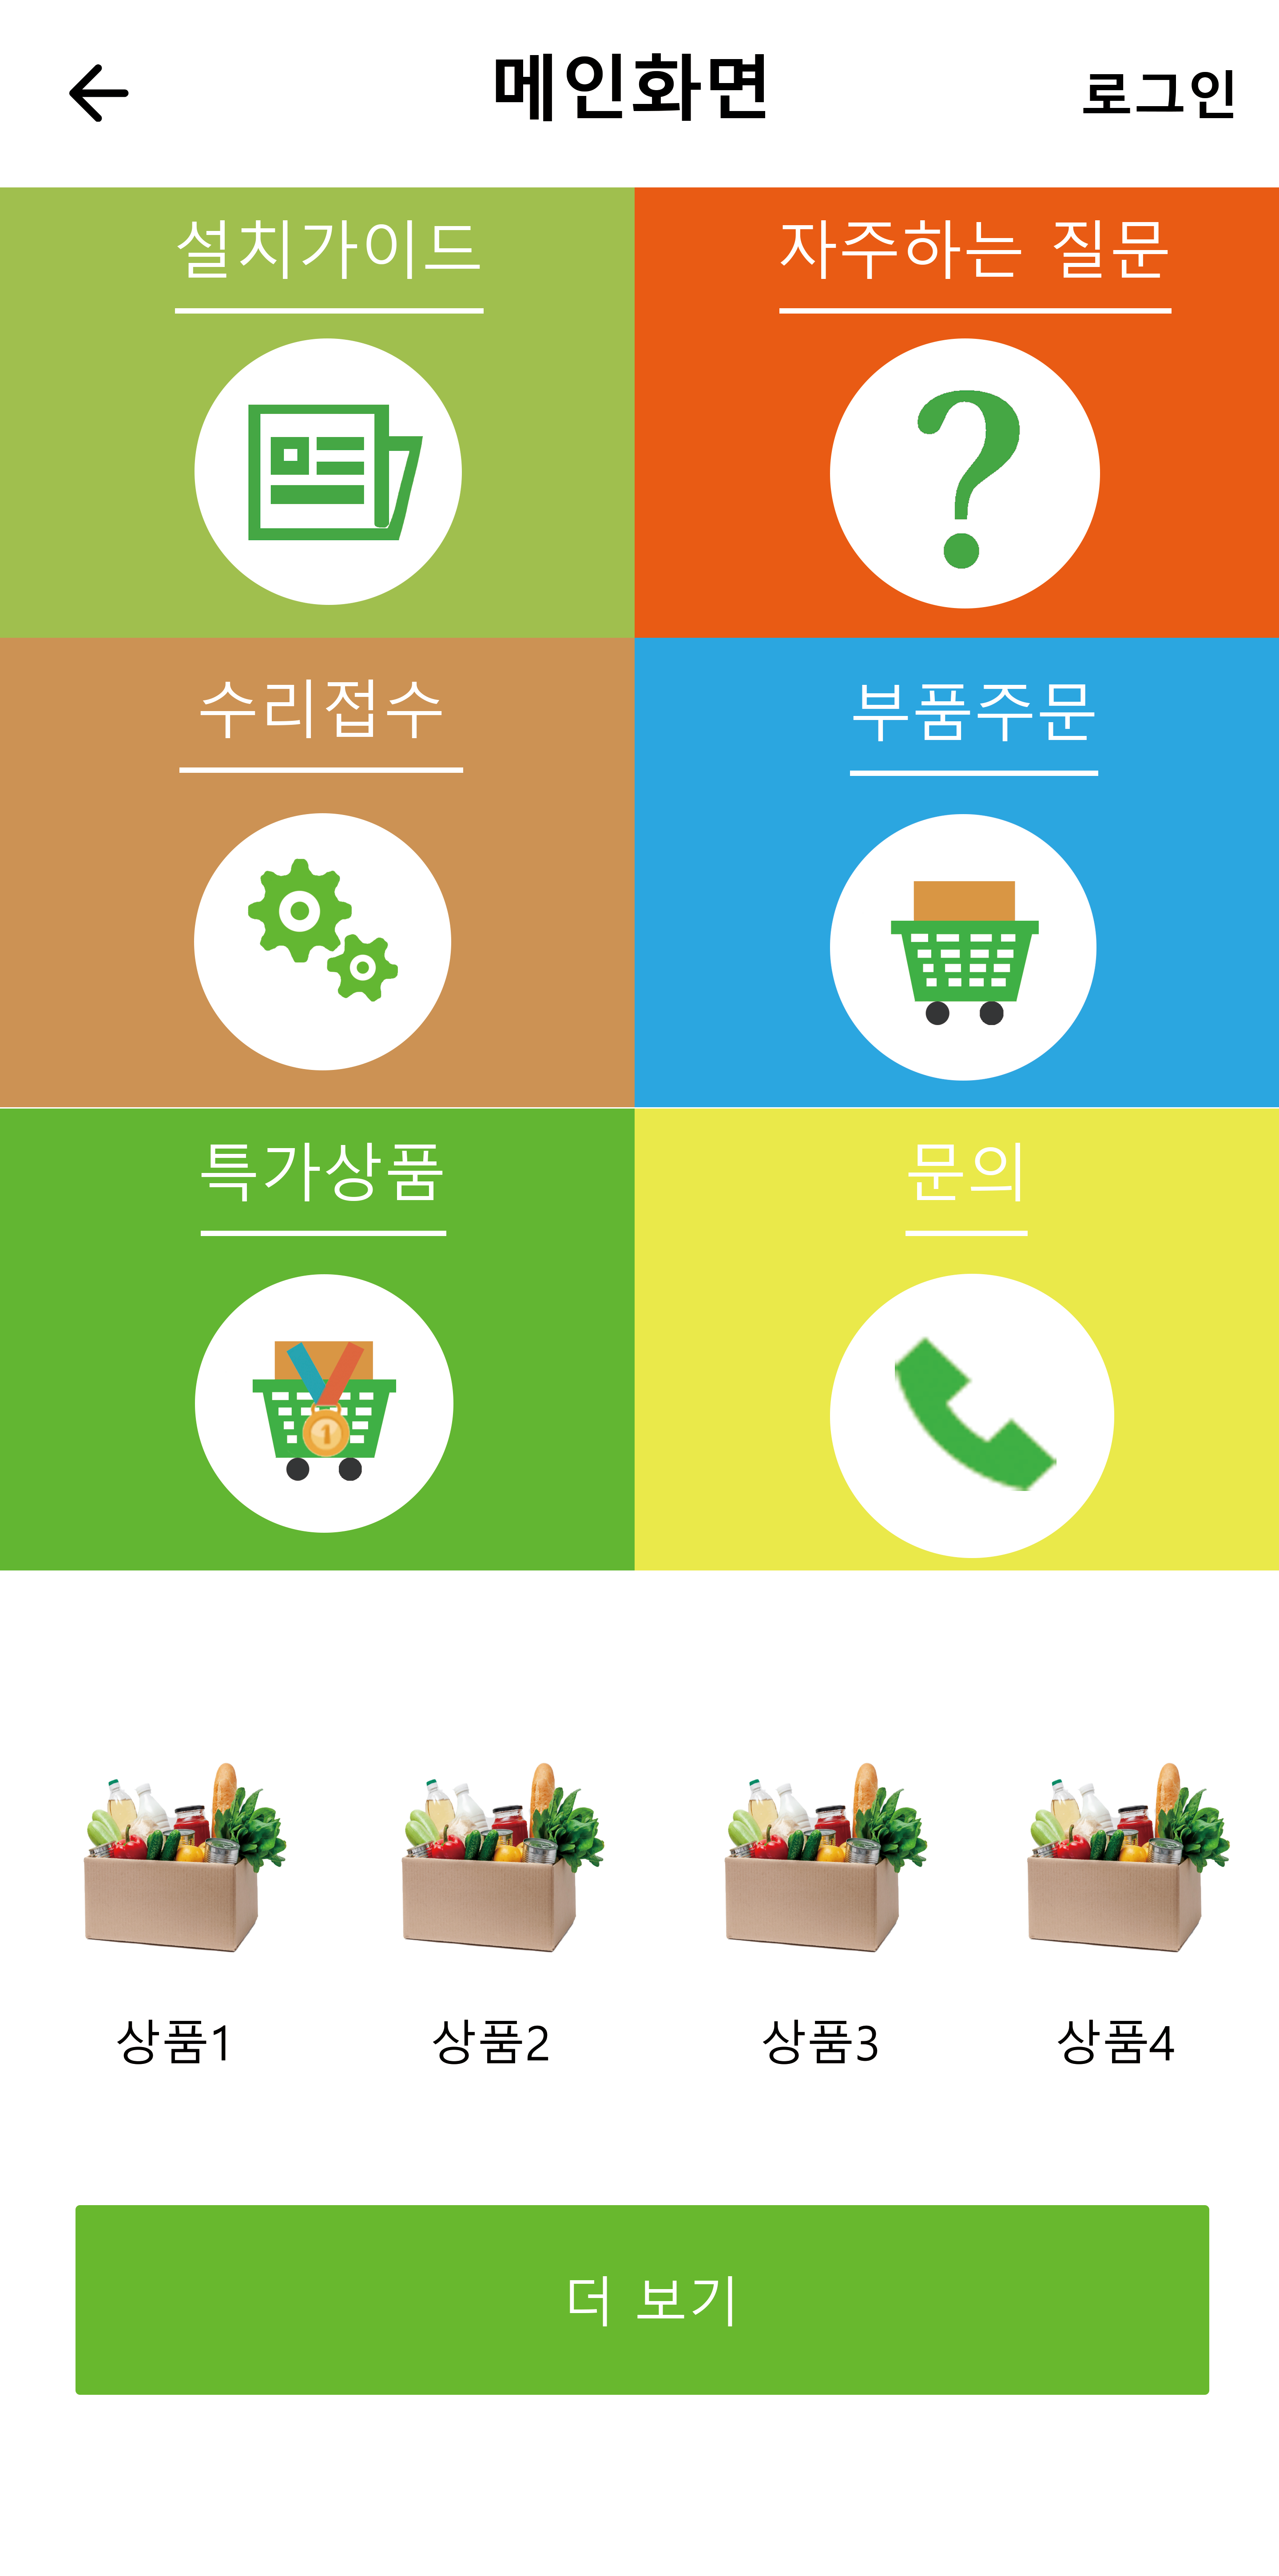 메인화면
로그인
설치가이드
자주하는 질문
수리접수
부품주문
특가상품
문의
1
상품1
상품2
상품3
상품4
더 보기